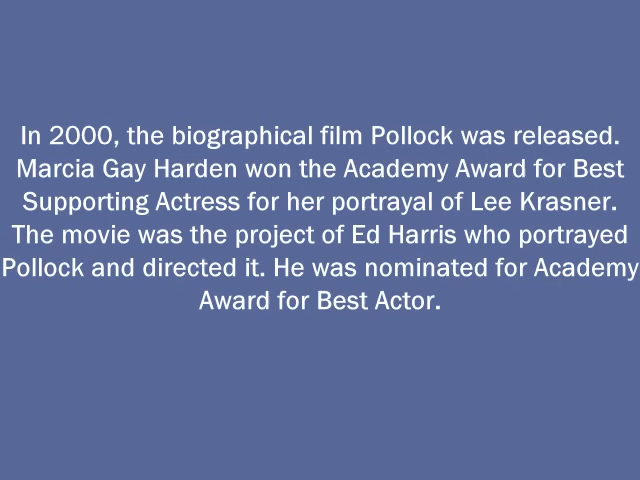 In 2000, the biographical film Pollock was released.
Marcia Gay Harden won the Academy Award for Best
Supporting Actress for her portrayal of Lee Krasner.
The movie was the project of Ed Harris who portrayed
Pollock and directed it. He was nominated for Academy
Award for Best Actor.